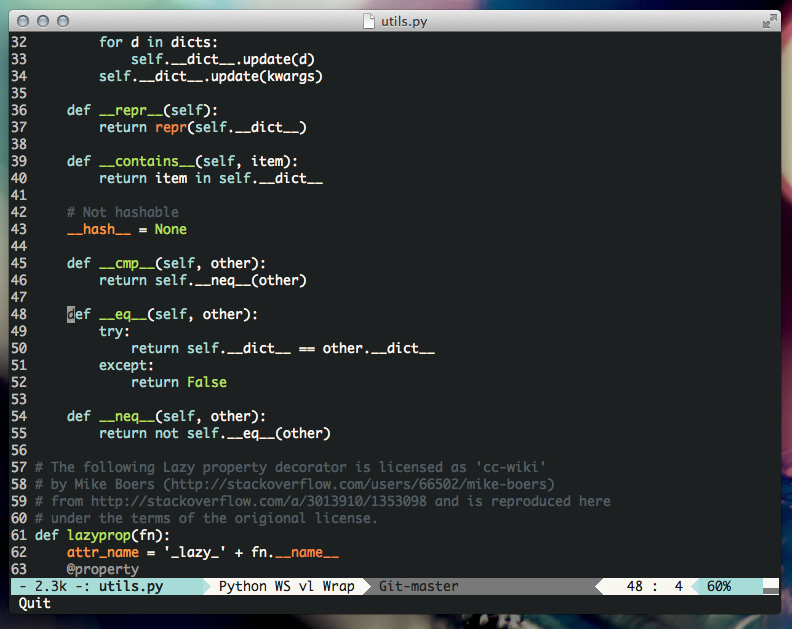 utils.py
32         for d in dicts:
33             self.__dict__.update(d)
34         self.__dict__.update(kwargs)
35
36     def __repr__(self):
37         return repr(self.__dict__)
38
39     def __contains__(self, item):
40         return item in self.__dict__
41
42     # Not hashable
43     __hash__ = None
44
45     def __cmp__(self, other):
46         return self.__neq__(other)
47
48     def __eq__(self, other):
49         try:
50             return self.__dict__ == other.__dict__
51         except:
52             return False
53
54     def __neq__(self, other):
55         return not self.__eq__(other)
56
57 # The following Lazy property decorator is licensed as 'cc-wiki'
58 # by Mike Boers (http://stackoverflow.com/users/66502/mike-boers)
59 # from http://stackoverflow.com/a/3013910/1353098 and is reproduced here
60 # under the terms of the origional license.
61 def lazyprop(fn):
62     attr_name = '_lazy_' + fn.__name__
63     @property
- 2.3k -: utils.py Python WS vl Wrap Git-master 48 : 4 60%
Quit